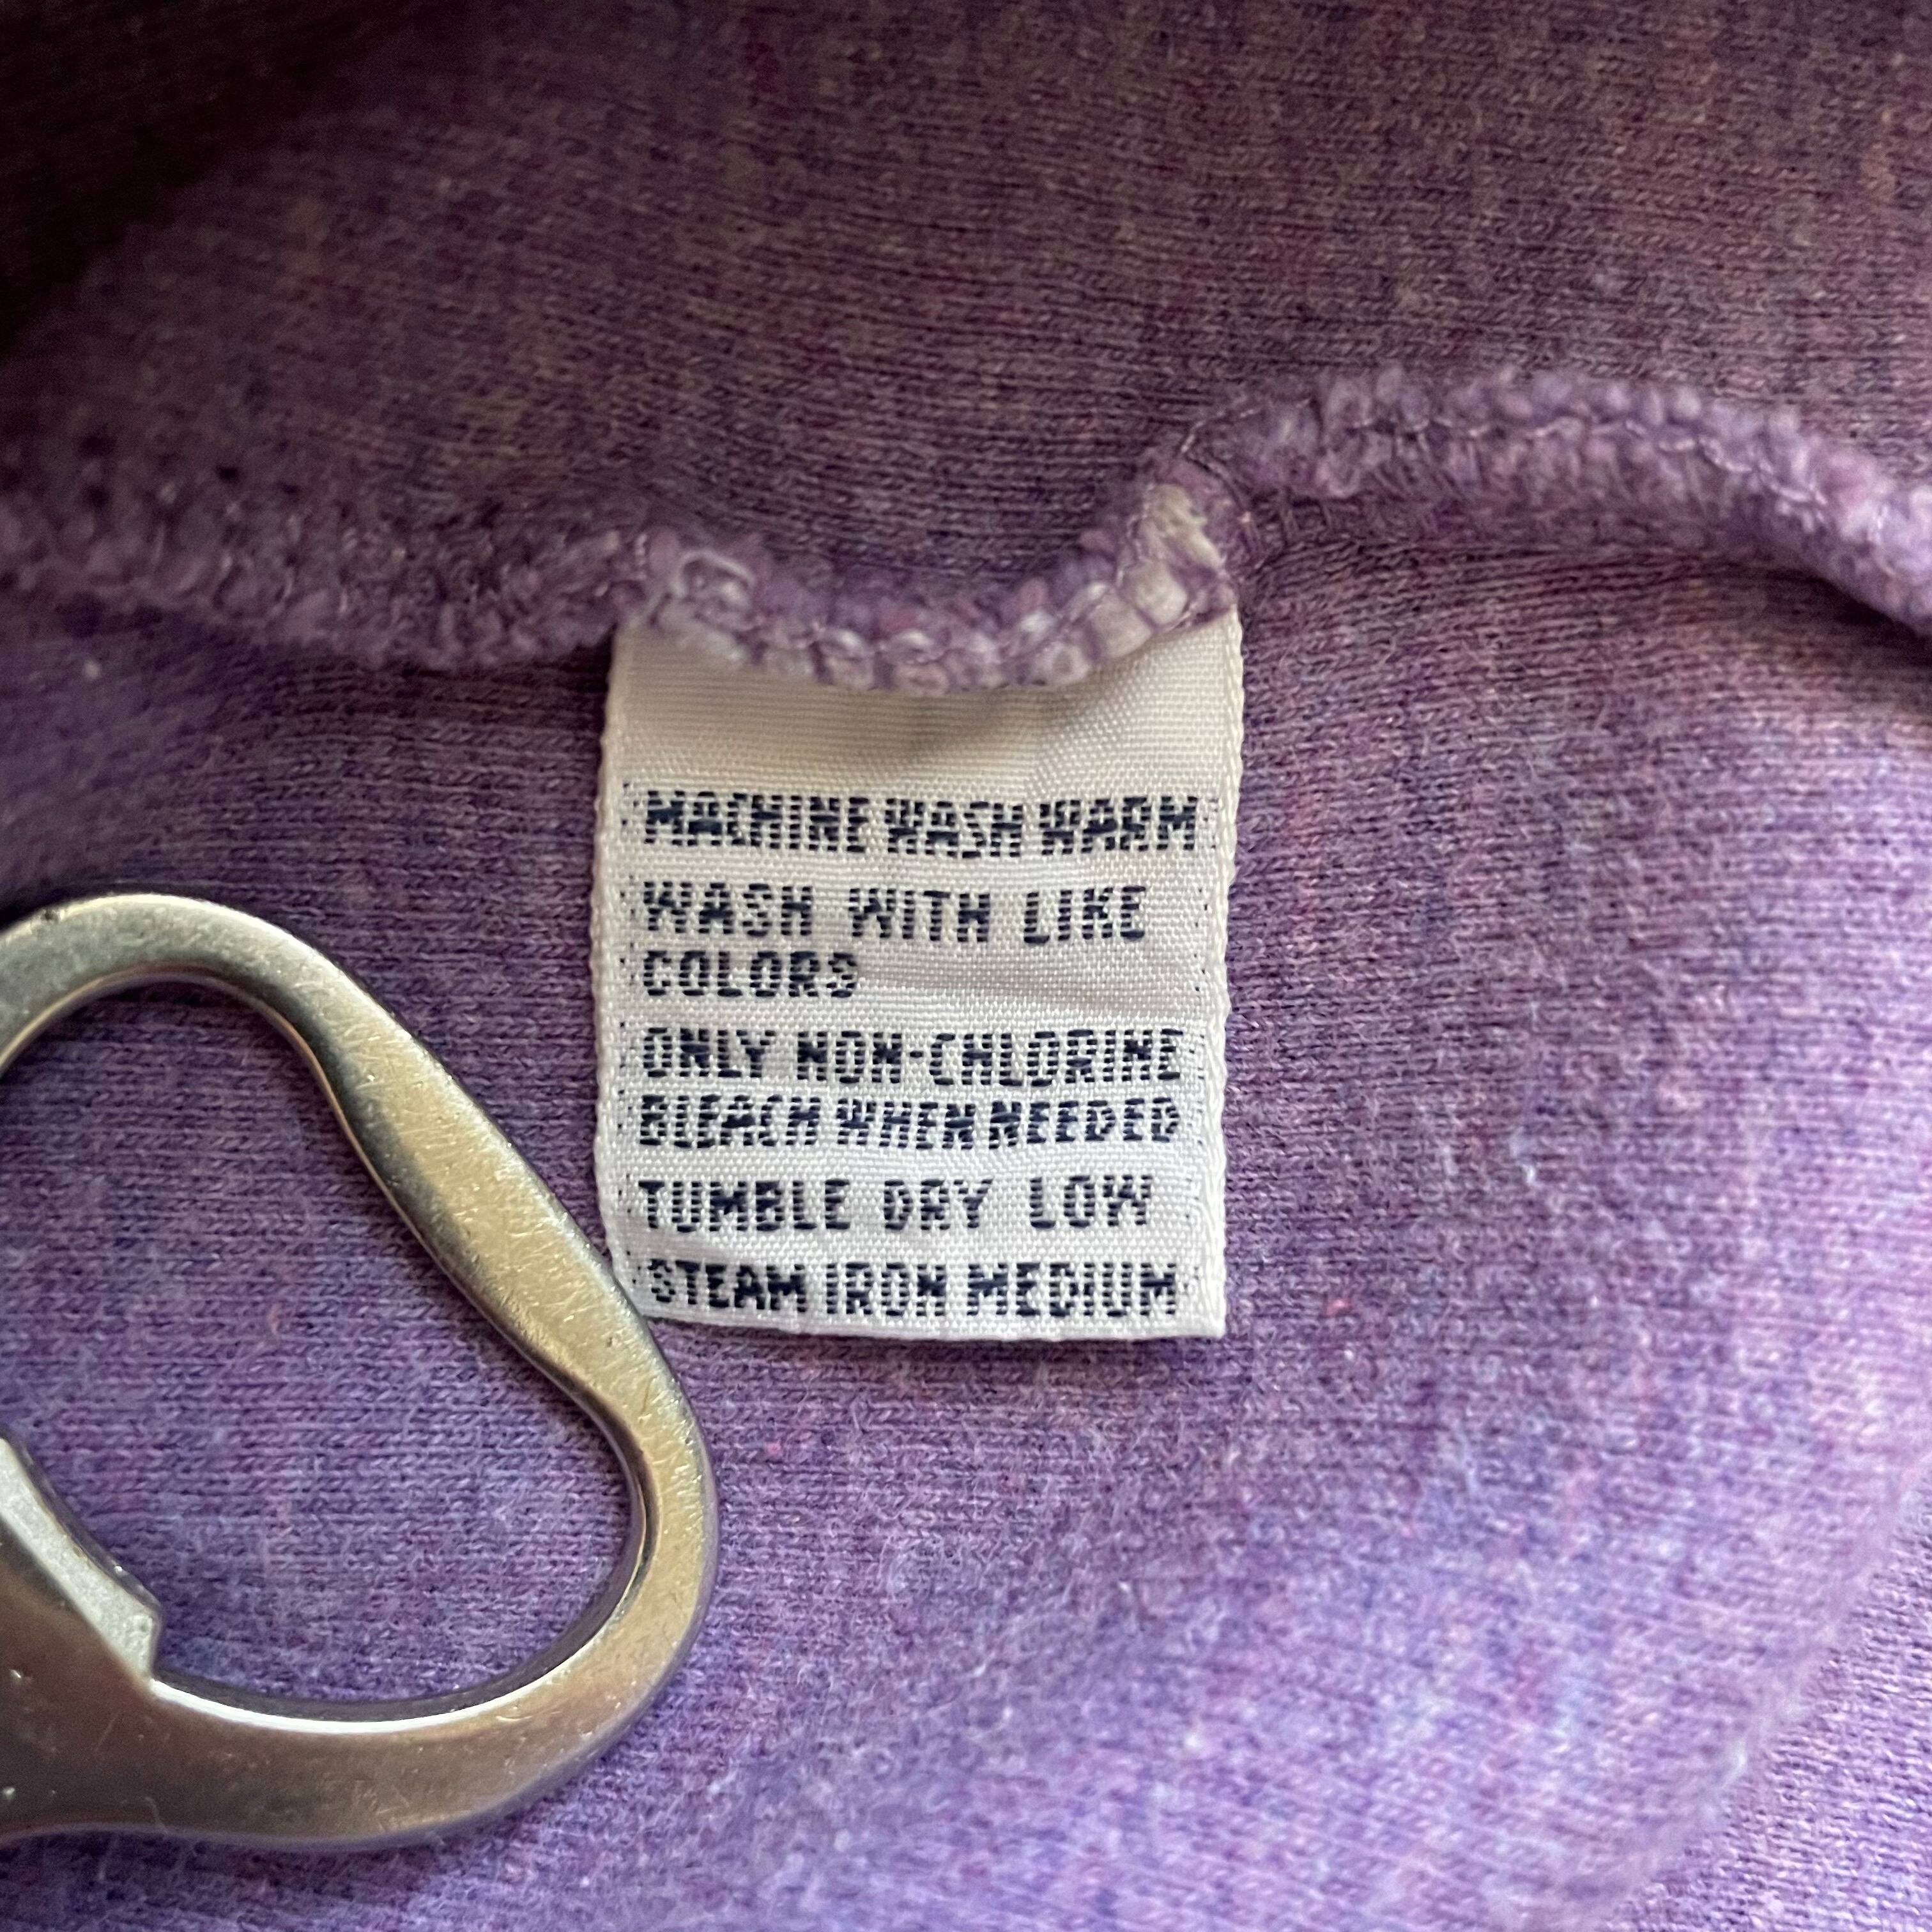 MACHINE WASH WARM
WASH WITH LIKE
COLORS
ONLY NON-CHLORINE
BLEACH WHEN NEEDED
TUMBLE DRY LOW
STEAM IRON MEDIUM